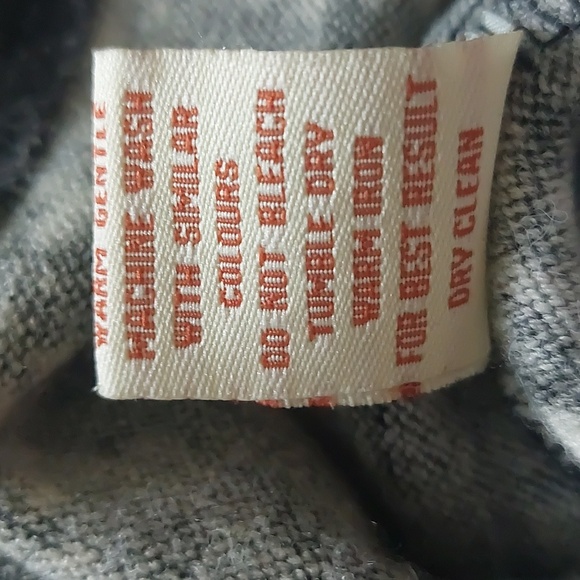 WARM GENTLE
MACHINE WASH
WITH SIMILAR
COLOURS
DO NOT BLEACH
TUMBLE DRY
WARM IRON
FOR BEST RESULT
DRY CLEAN